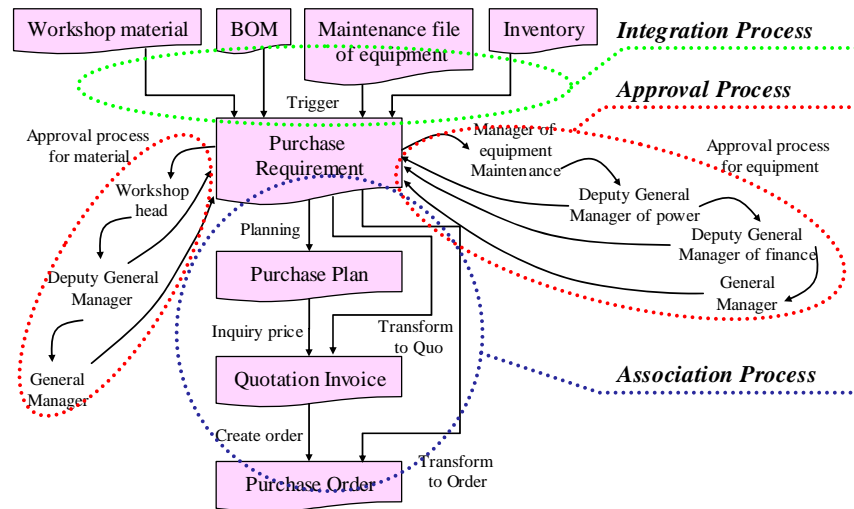 Workshop material
BOM
Maintenance file
of equipment
Inventory
Integration Process
Trigger
Approval Process
Approval process
for material
Purchase
Requirement
Manager of
equipment
Maintenance
Approval process
for equipment
Workshop
head
Deputy General
Manager of power
Planning
Deputy General
Manager of finance
Deputy General
Manager
Purchase Plan
General
Manager
Inquiry price
Transform
to Quo
General
Manager
Quotation Invoice
Association Process
Create order
Purchase Order
Transform
to Order